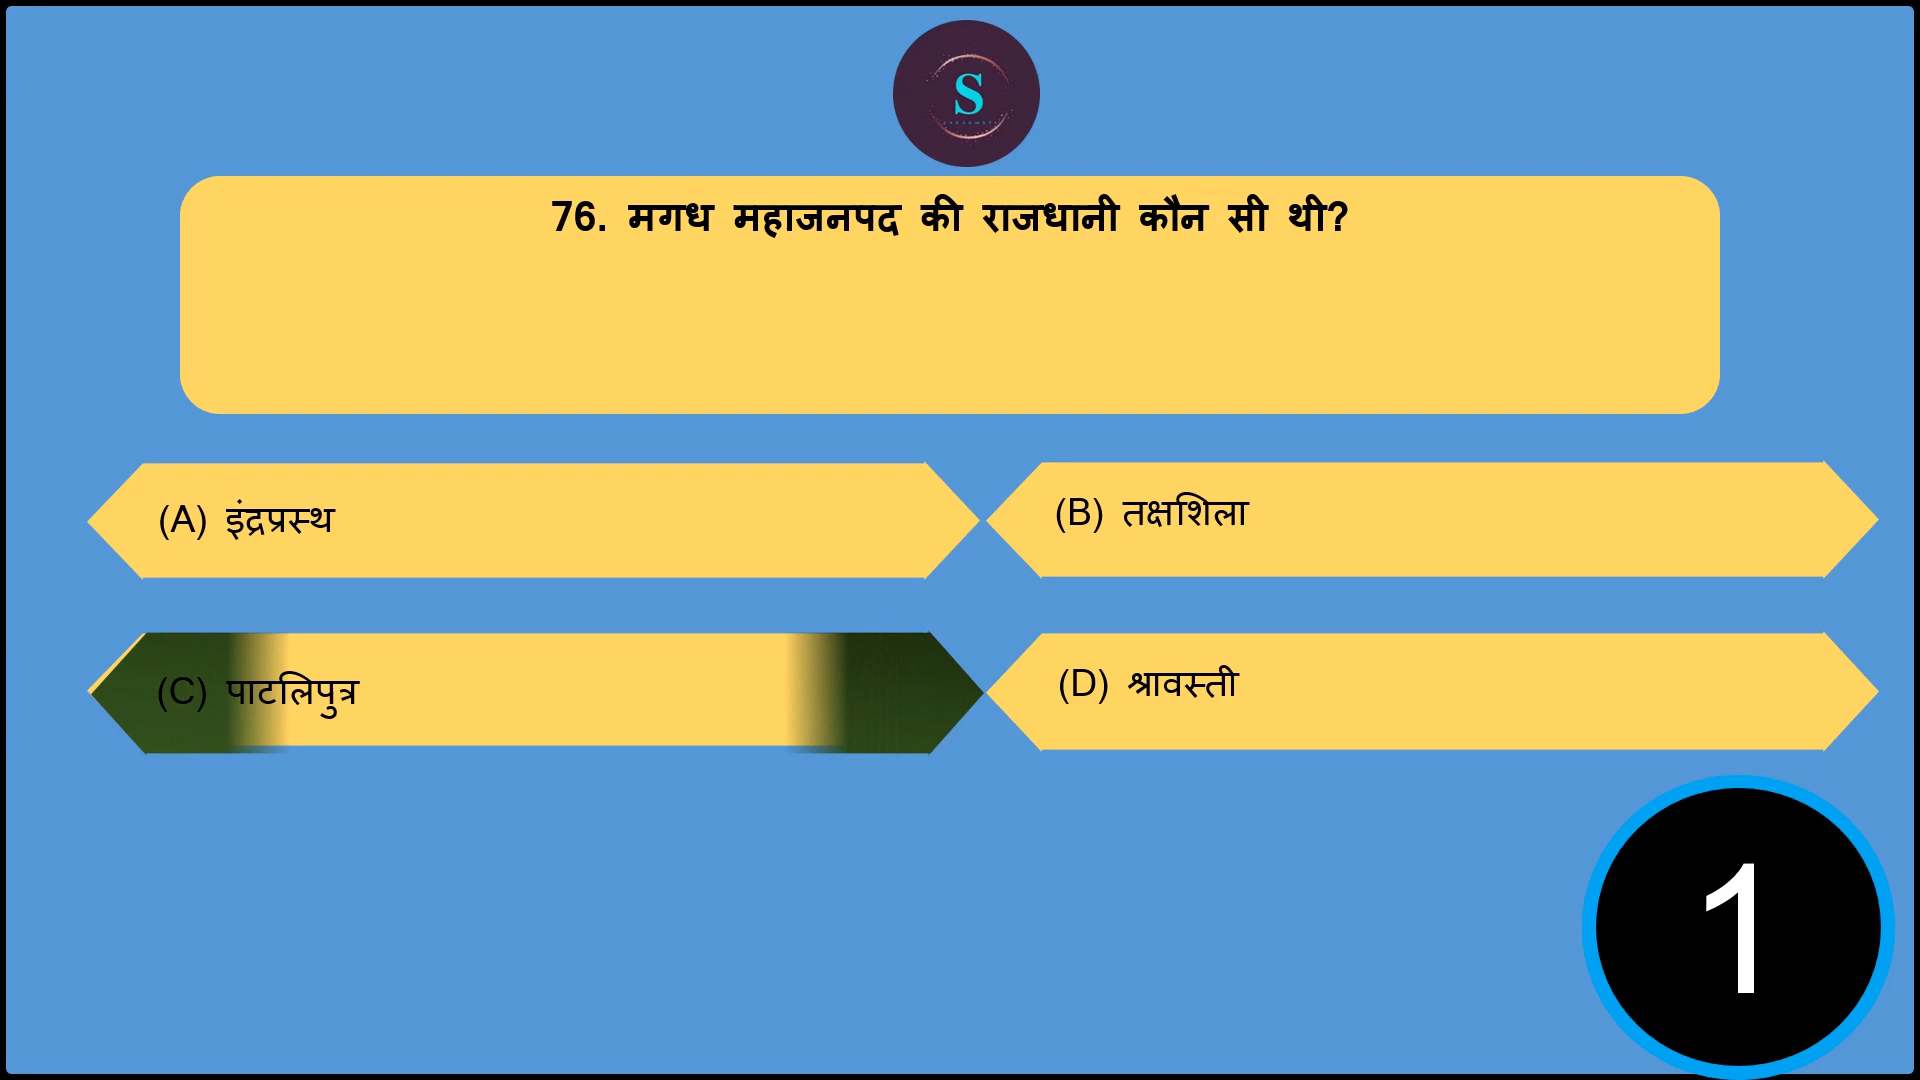 S
76. मगध महाजनपद की राजधानी कौन सी थी?
(A) इंद्रप्रस्थ
(B) तक्षशिला
(C) पाटलिपुत्र
(D) श्रावस्ती
1